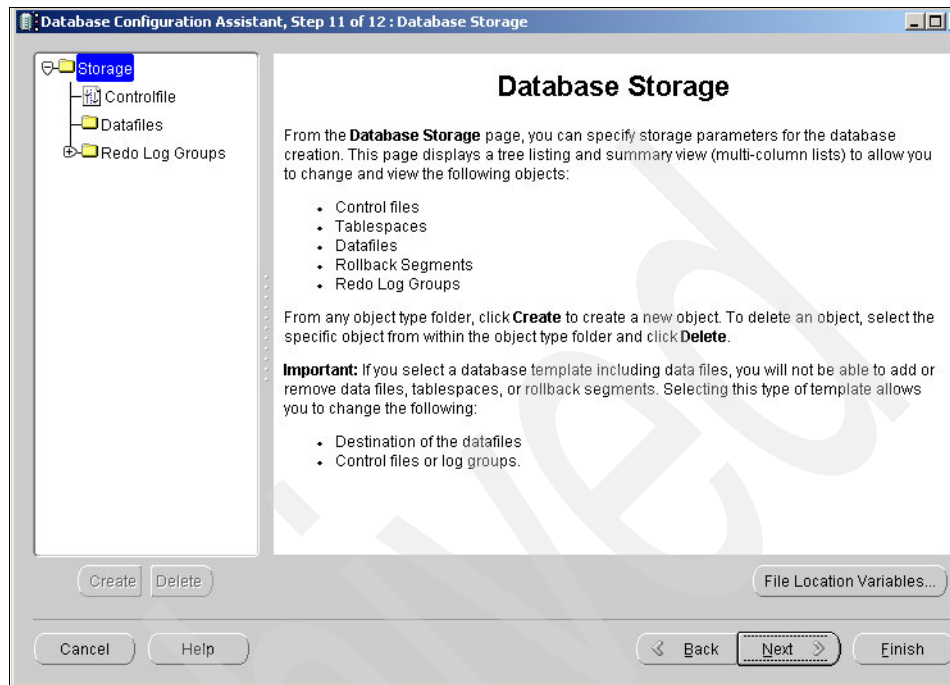 Database Configuration Assistant, Step 11 of 12 : Database Storage
Storage
Controlfile
Datafiles
Redo Log Groups
Database Storage
From the Database Storage page, you can specify storage parameters for the database
creation. This page displays a tree listing and summary view (multi-column lists) to allow you
to change and view the following objects:
Control files
Tablespaces
Datafiles
Rollback Segments
Redo Log Groups
From any object type folder, click Create to create a new object. To delete an object, select the
specific object from within the object type folder and click Delete.
Important: If you select a database template including data files, you will not be able to add or
remove data files, tablespaces, or rollback segments. Selecting this type of template allows
you to change the following:
Destination of the datafiles
Control files or log groups.
Create Delete File Location Variables...
Cancel Help Back Next Finish